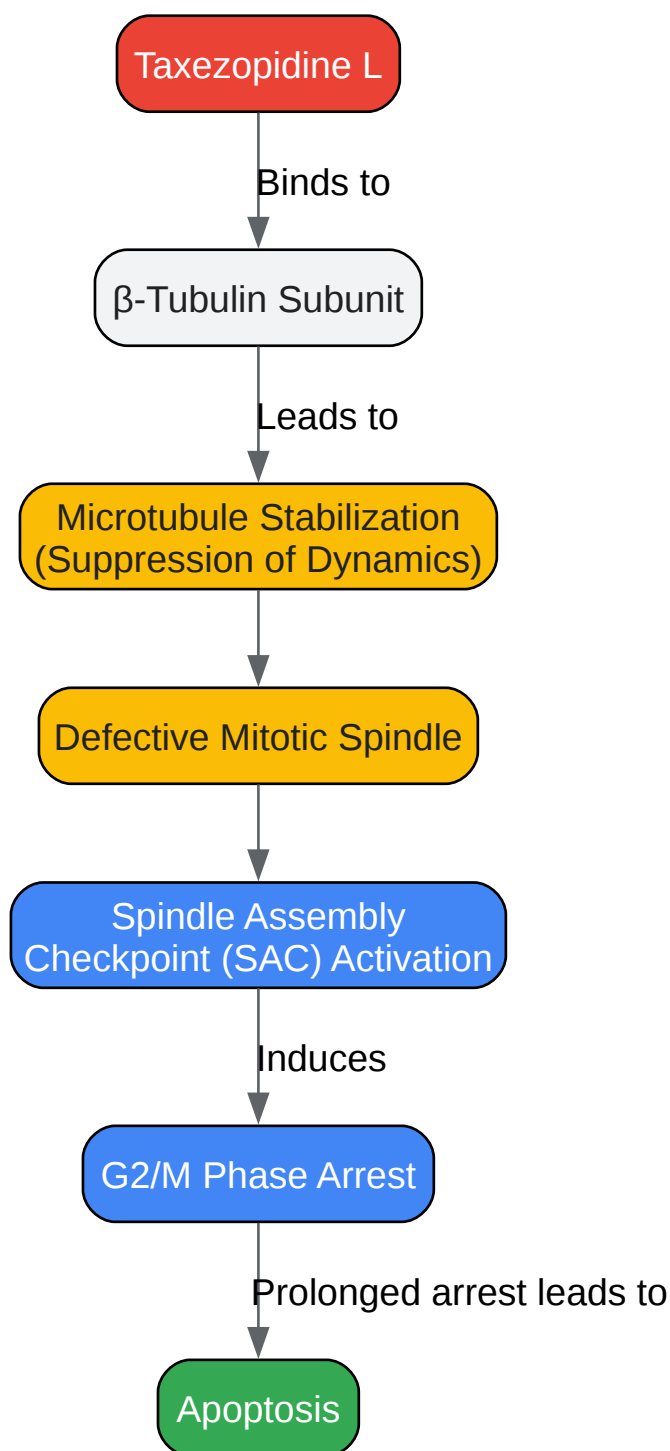 Taxezopidine L
Binds to
β-Tubulin Subunit
Leads to
Microtubule Stabilization
(Suppression of Dynamics)
Defective Mitotic Spindle
Spindle Assembly
Checkpoint (SAC) Activation
Induces
G2/M Phase Arrest
Prolonged arrest leads to
Apoptosis